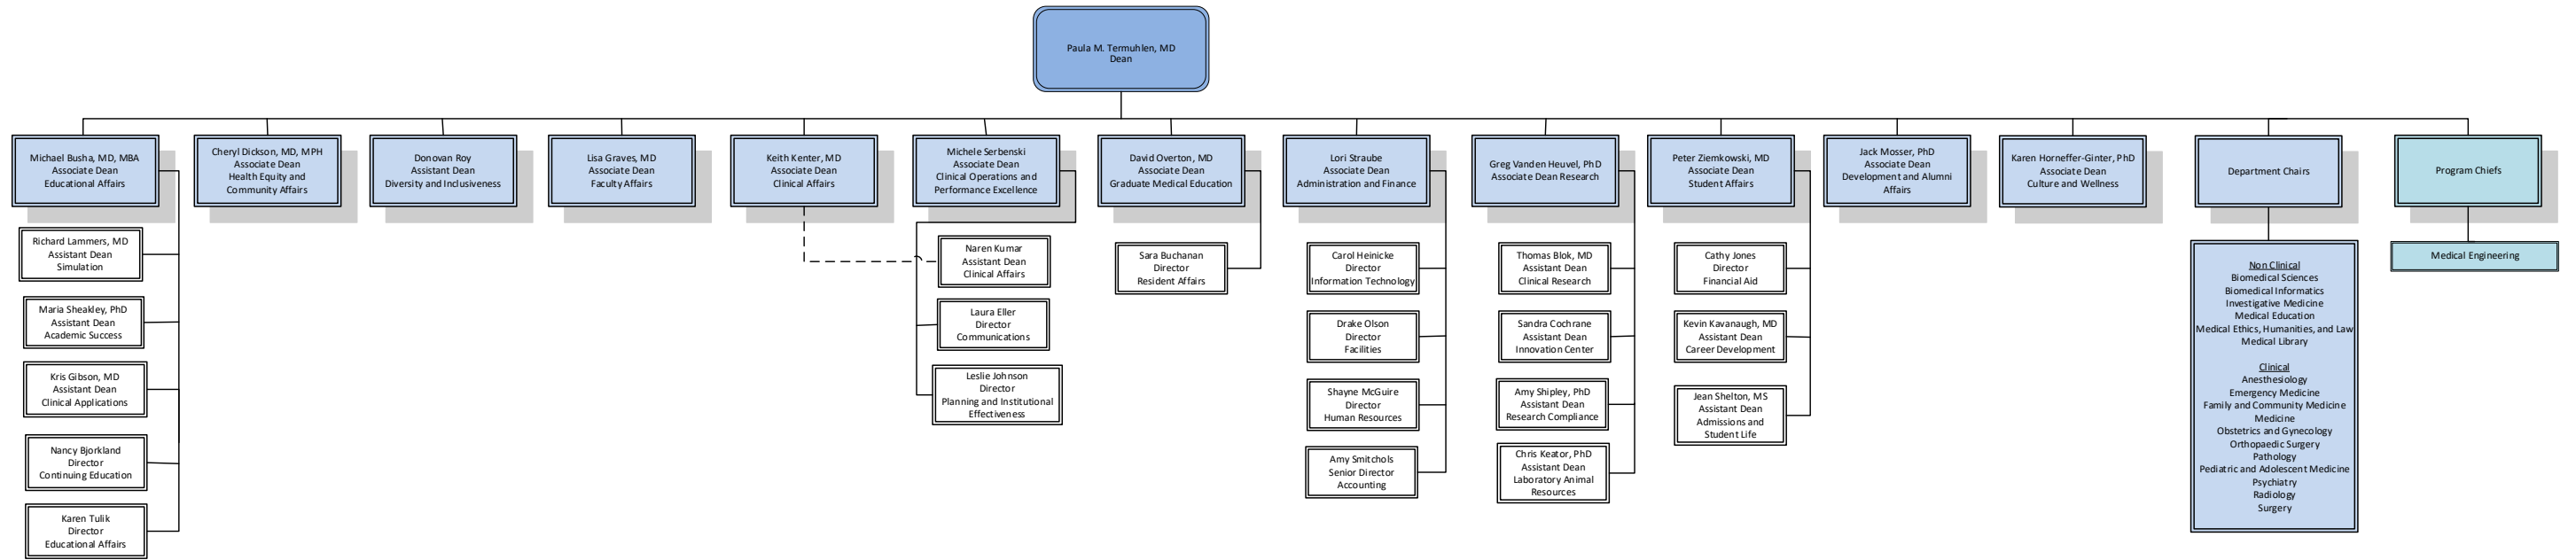 Paula M. Termuhlen, MD
Dean
Michael Busha, MD, MBA
Associate Dean
Educational Affairs
Cheryl Dickson, MD, MPH
Associate Dean
Health Equity and
Community Affairs
Donovan Roy
Assistant Dean
Diversity and Inclusiveness
Lisa Graves, MD
Associate Dean
Faculty Affairs
Keith Kenter, MD
Associate Dean
Clinical Affairs
Michele Serbenski
Associate Dean
Clinical Operations and
Performance Excellence
David Overton, MD
Associate Dean
Graduate Medical Education
Lori Straube
Associate Dean
Administration and Finance
Greg Vanden Heuvel, PhD
Associate Dean Research
Peter Ziemkowski, MD
Associate Dean
Student Affairs
Jack Mosser, PhD
Associate Dean
Development and Alumni
Affairs
Karen Horneffer-Ginter, PhD
Associate Dean
Culture and Wellness
Department Chairs
Program Chiefs
Richard Lammers, MD
Assistant Dean
Simulation
Maria Sheakley, PhD
Assistant Dean
Academic Success
Kris Gibson, MD
Assistant Dean
Clinical Applications
Nancy Bjorkland
Director
Continuing Education
Karen Tulik
Director
Educational Affairs
Naren Kumar
Assistant Dean
Clinical Affairs
Laura Eller
Director
Communications
Leslie Johnson
Director
Planning and Institutional
Effectiveness
Sara Buchanan
Director
Resident Affairs
Carol Heinicke
Director
Information Technology
Drake Olson
Director
Facilities
Shayne McGuire
Director
Human Resources
Amy Smitchols
Senior Director
Accounting
Thomas Blok, MD
Assistant Dean
Clinical Research
Sandra Cochrane
Assistant Dean
Innovation Center
Amy Shipley, PhD
Assistant Dean
Research Compliance
Chris Keator, PhD
Assistant Dean
Laboratory Animal
Resources
Cathy Jones
Director
Financial Aid
Kevin Kavanaugh, MD
Assistant Dean
Career Development
Jean Shelton, MS
Assistant Dean
Admissions and
Student Life
Non Clinical
Biomedical Sciences
Biomedical Informatics
Investigative Medicine
Medical Education
Medical Ethics, Humanities, and Law
Medical Library
Clinical
Anesthesiology
Emergency Medicine
Family and Community Medicine
Medicine
Obstetrics and Gynecology
Orthopaedic Surgery
Pathology
Pediatric and Adolescent Medicine
Psychiatry
Radiology
Surgery
Medical Engineering